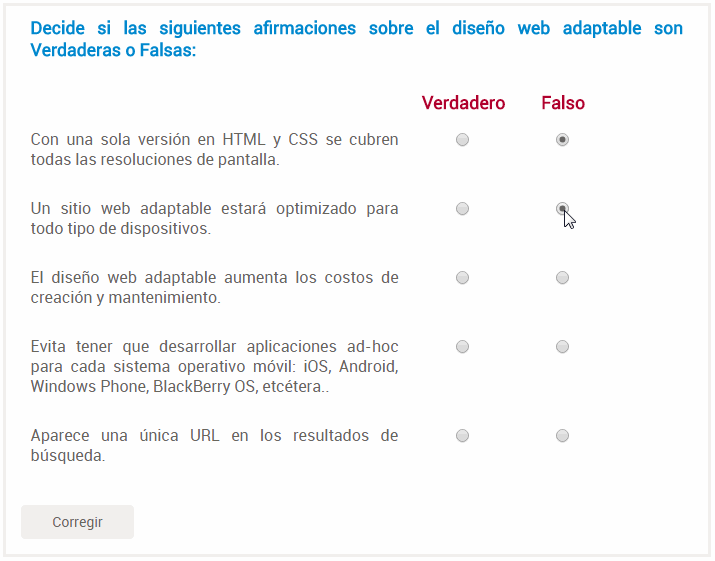 Decide si las siguientes afirmaciones sobre el diseño web adaptable son
Verdaderas o Falsas:
Verdadero Falso
Con una sola versión en HTML y CSS se cubren
todas las resoluciones de pantalla.
Un sitio web adaptable estará optimizado para
todo tipo de dispositivos.
El diseño web adaptable aumenta los costos de
creación y mantenimiento.
Evita tener que desarrollar aplicaciones ad-hoc
para cada sistema operativo móvil: iOS, Android,
Windows Phone, BlackBerry OS, etcétera..
Aparece una única URL en los resultados de
búsqueda.
Corregir